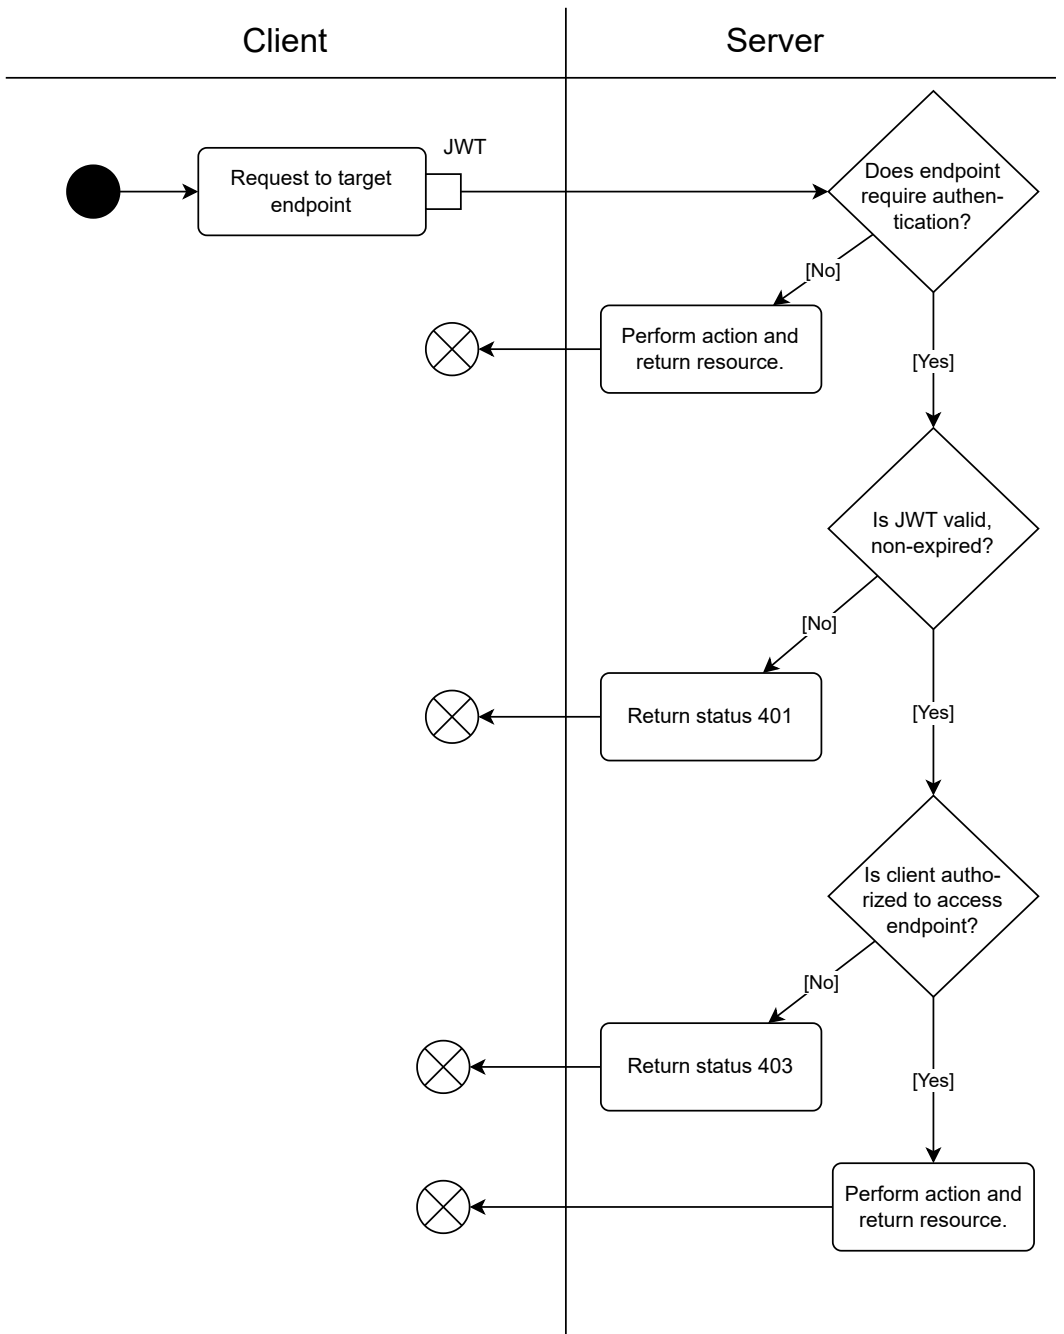 Client
Server
JWT
Request to target
endpoint
Does endpoint
require authen-
tication?
[No]
Perform action and
return resource.
[Yes]
Is JWT valid,
non-expired?
[No]
Return status 401
[Yes]
Is client autho-
rized to access
endpoint?
[No]
Return status 403
[Yes]
Perform action and
return resource.